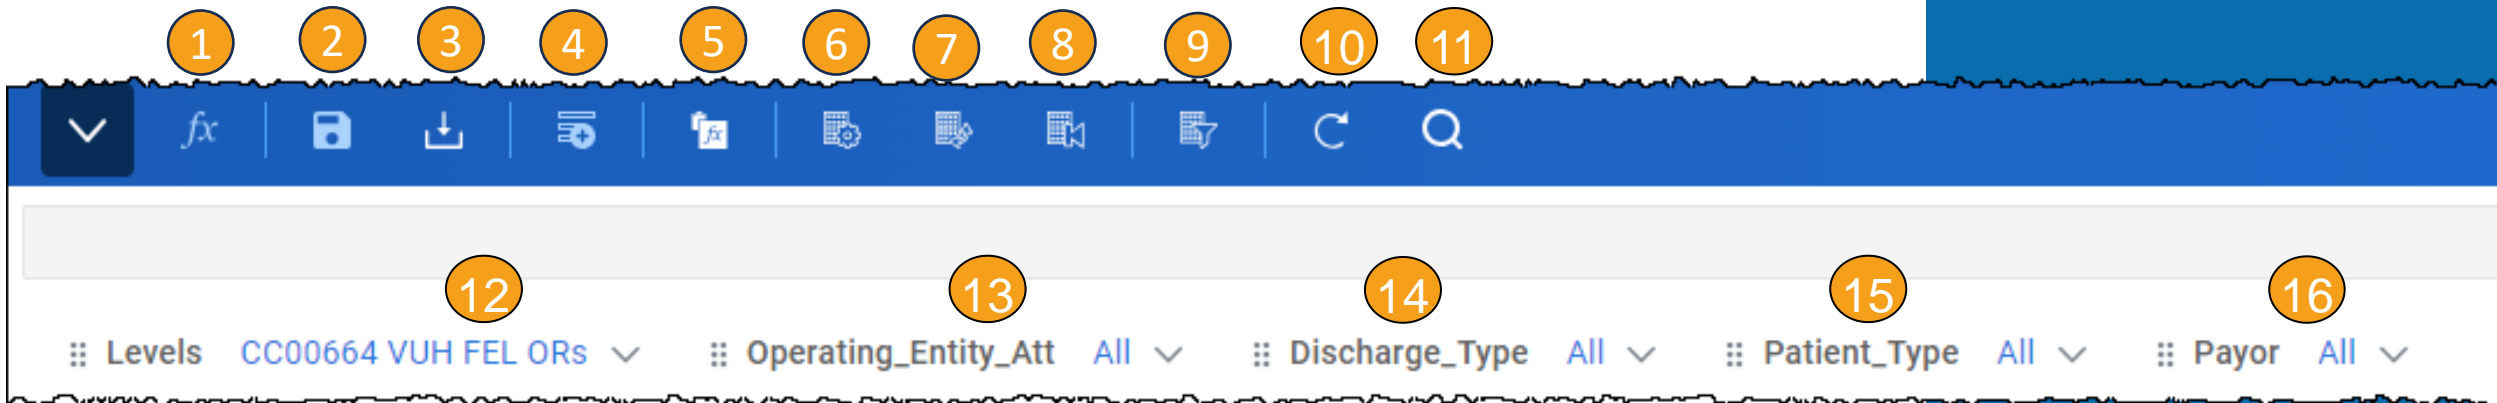 1 2 3 4 5 6 7 8 9 10 11
fx fx
12 13 14 15 16
Levels CC00664 VUH FEL ORs Operating_Entity_Att All Discharge_Type All Patient_Type All Payor All